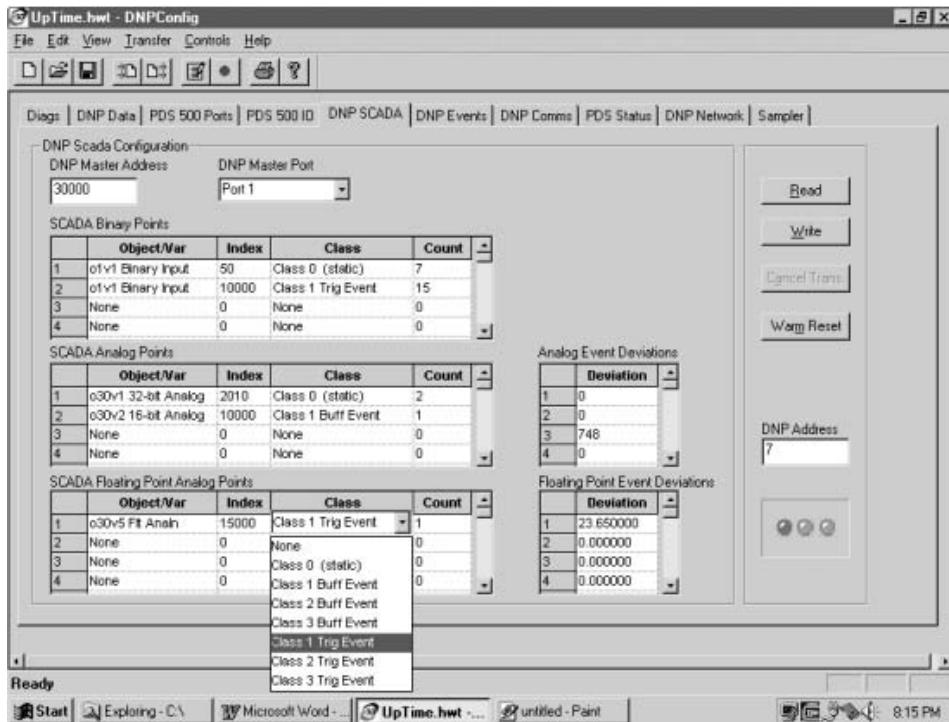 UpTime.hwt - DNPConfig
File Edit View Transfer Controls Help
Diags DNP Data PDS 500 Ports PDS 500 ID DNP SCADA DNP Events DNP Comms PDS Status DNP Network Sampler
DNP Scada Configuration
DNP Master Address DNP Master Port
30000 Port 1
Read
SCADA Binary Points
Write
Object/Var Index Class Count
1 o1v1 Binary Input 50 Class 0 (static) 7
2 o1v1 Binary Input 10000 Class 1 Trig Event 15
Cancel Trans
3 None 0 None 0
4 None 0 None 0
Warm Reset
SCADA Analog Points Analog Event Deviations
Object/Var Index Class Count Deviation
1 o30v1 32-bit Analog 2010 Class 0 (static) 2 1 0
2 o30v2 16-bit Analog 10000 Class 1 Buff Event 1 2 0
3 None 0 None 0 3 748
4 None 0 None 0 4 0
DNP Address
7
SCADA Floating Point Analog Points Floating Point Event Deviations
Object/Var Index Class Count Deviation
1 o30v5 Flt AnaIn 15000 Class 1 Trig Event 1 1 23.650000
2 None 0 None 0 2 0.000000
3 None 0 Class 0 (static) 0 3 0.000000
4 None 0 Class 1 Buff Event 0 4 0.000000
Class 2 Buff Event
Class 3 Buff Event
Class 1 Trig Event
Class 2 Trig Event
Class 3 Trig Event
Ready
Start Exploring - C:\ Microsoft Word - ... UpTime.hwt -... untitled - Paint 8:15 PM